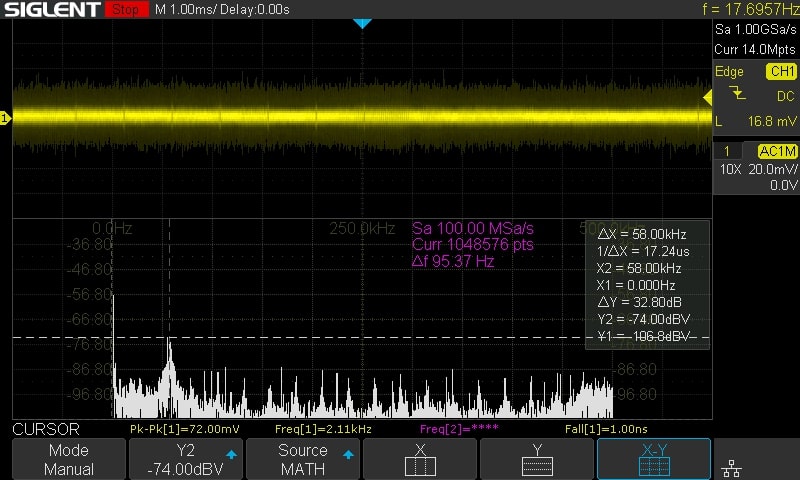 SIGLENT Stop M 1.00ms/ Delay:0.00s f = 17.6957Hz
Sa 1.00GSa/s
Curr 14.0Mpts
Edge CH1
DC
L 16.8 mV
1 AC1M
10X 20.0mV/
0.0V
1
0.0Hz 250.0kHz
Sa 100.00 MSa/s
Curr 1048576 pts
Δf 95.37 Hz
-36.80
-46.80
-56.80
-66.80
-76.80
-86.80
-96.80
ΔX = 58.00kHz
1/ΔX = 17.24us
X2 = 58.00kHz
X1 = 0.000Hz
ΔY = 32.80dB
Y2 = -74.00dBV
Y1 = -106.8dBV
-86.80
-96.80
CURSOR Pk-Pk[1]=72.00mV Freq[1]=2.11kHz Freq[2]=**** Fall[1]=1.00ns
Mode
Manual
Y2
-74.00dBV
Source
MATH
X
Y
X-Y